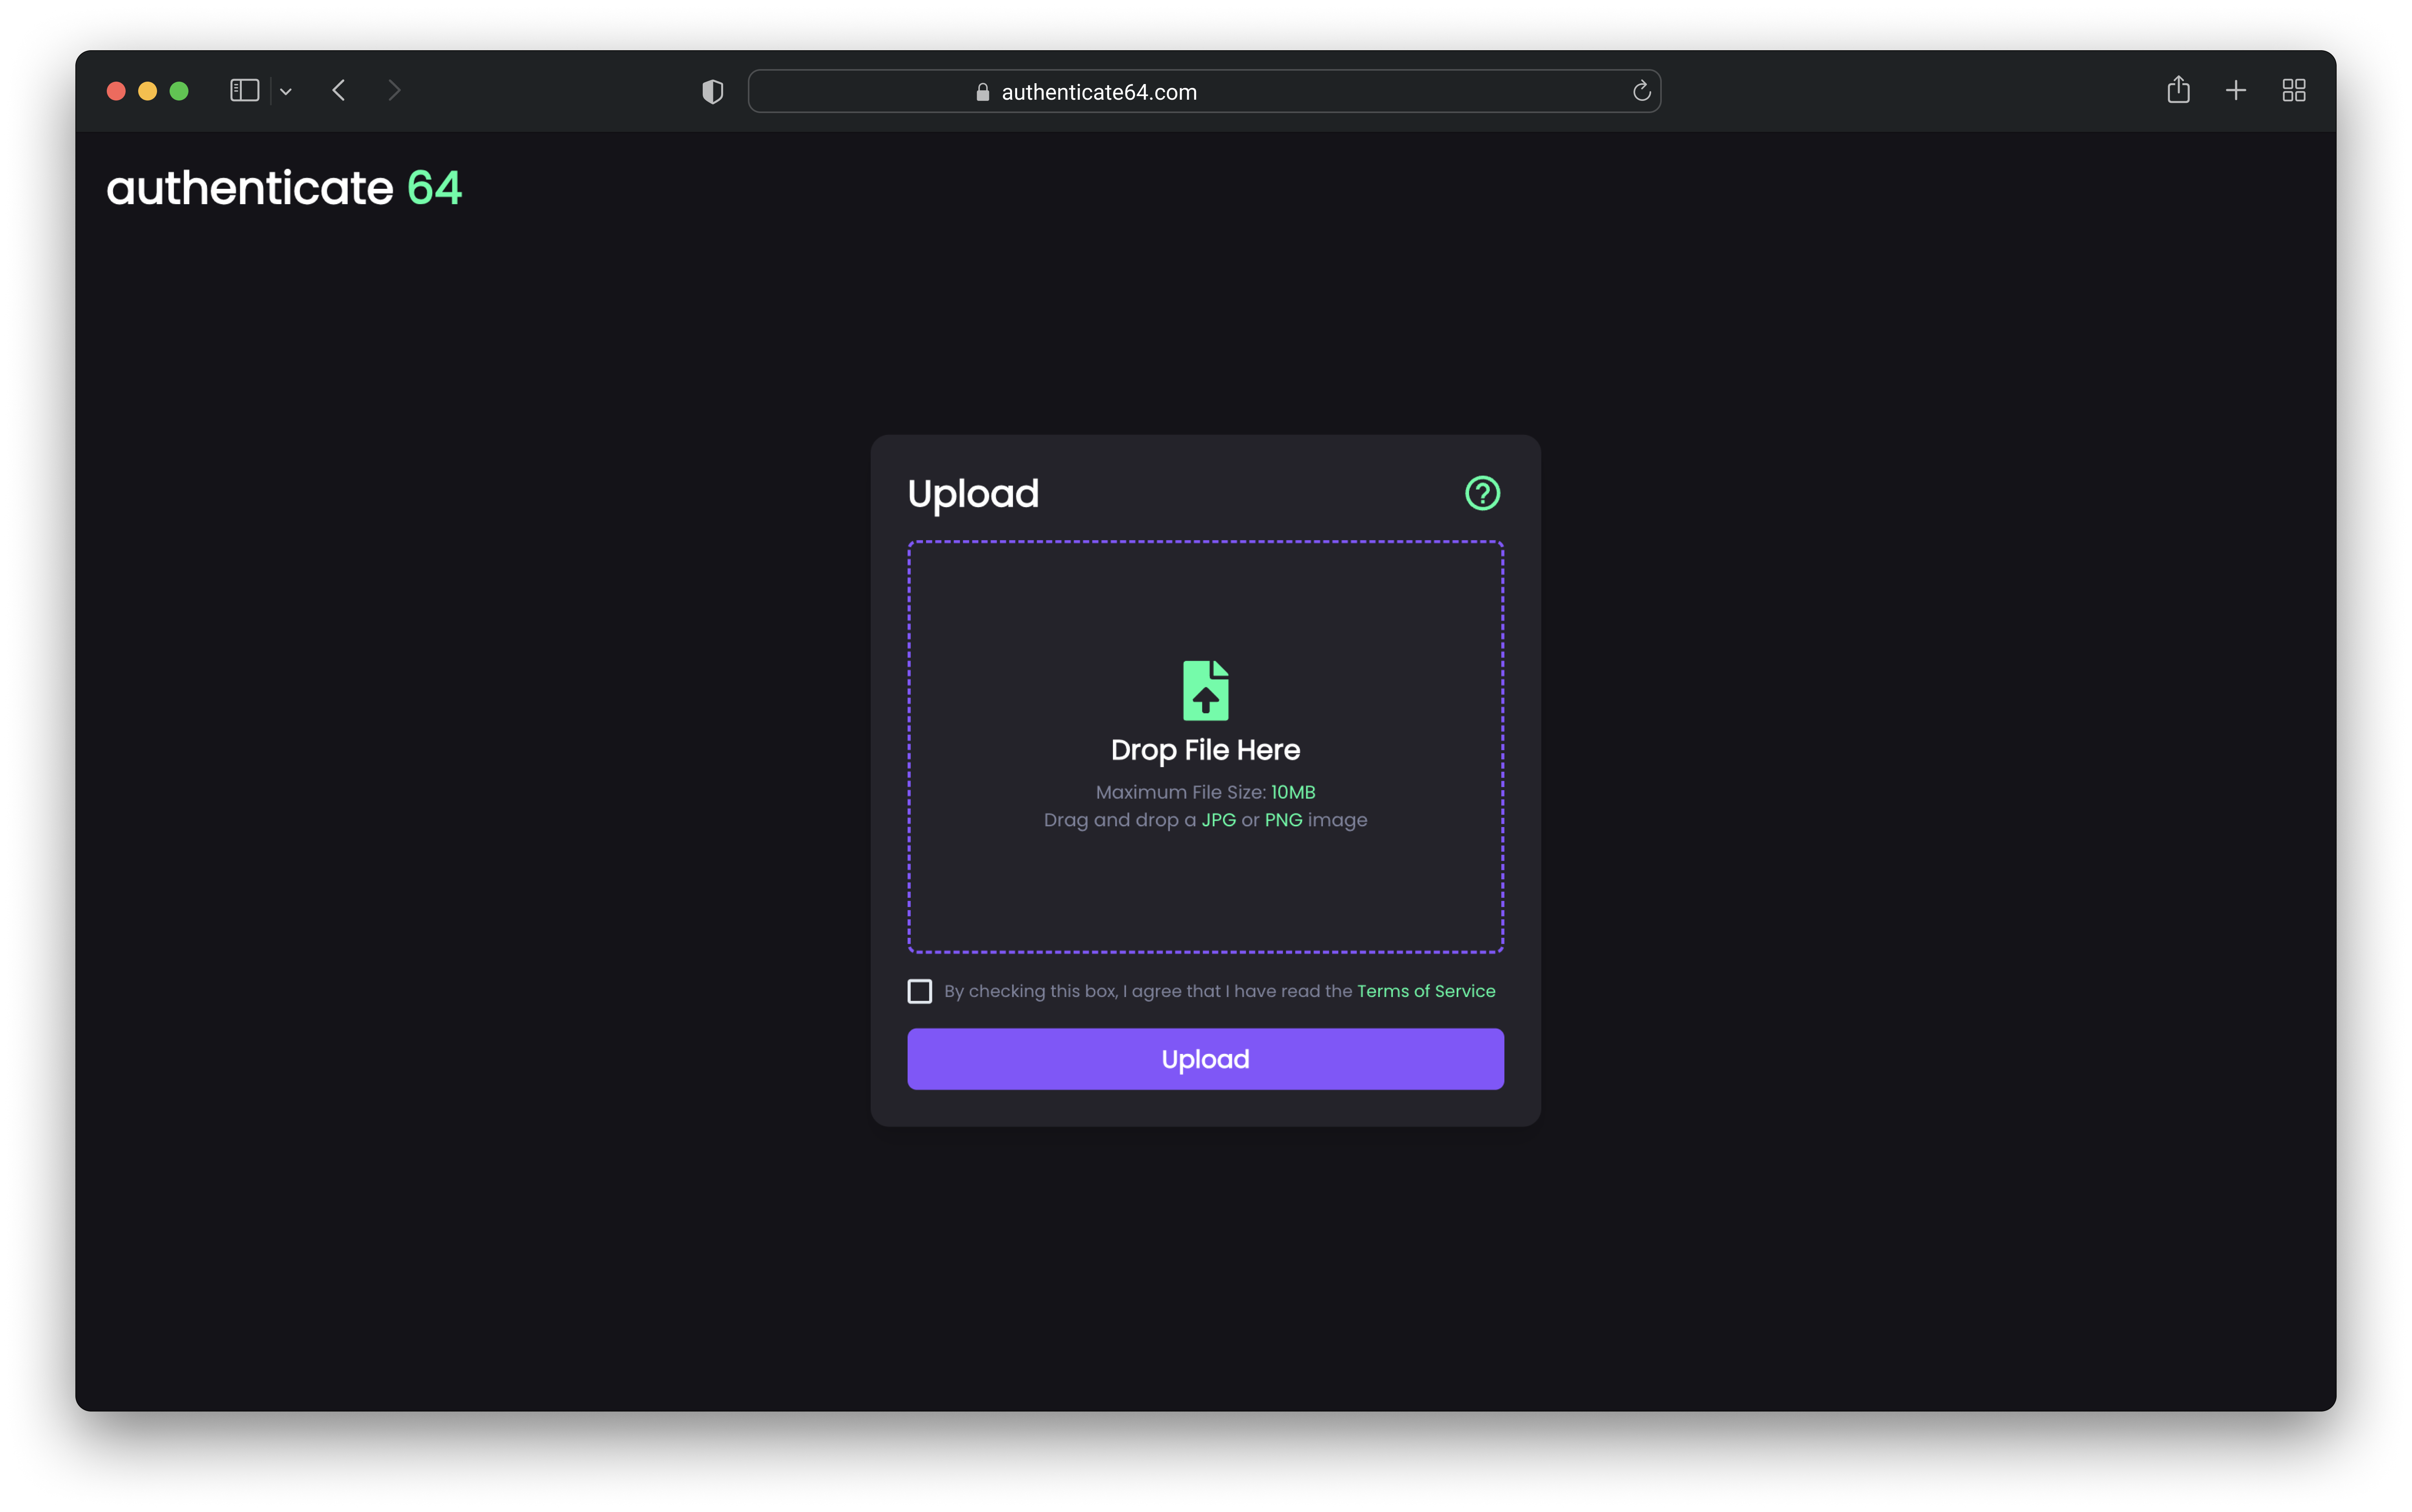 authenticate64.com
authenticate 64
Upload
Drop File Here
Maximum File Size: 10MB
Drag and drop a JPG or PNG image
By checking this box, I agree that I have read the Terms of Service
Upload